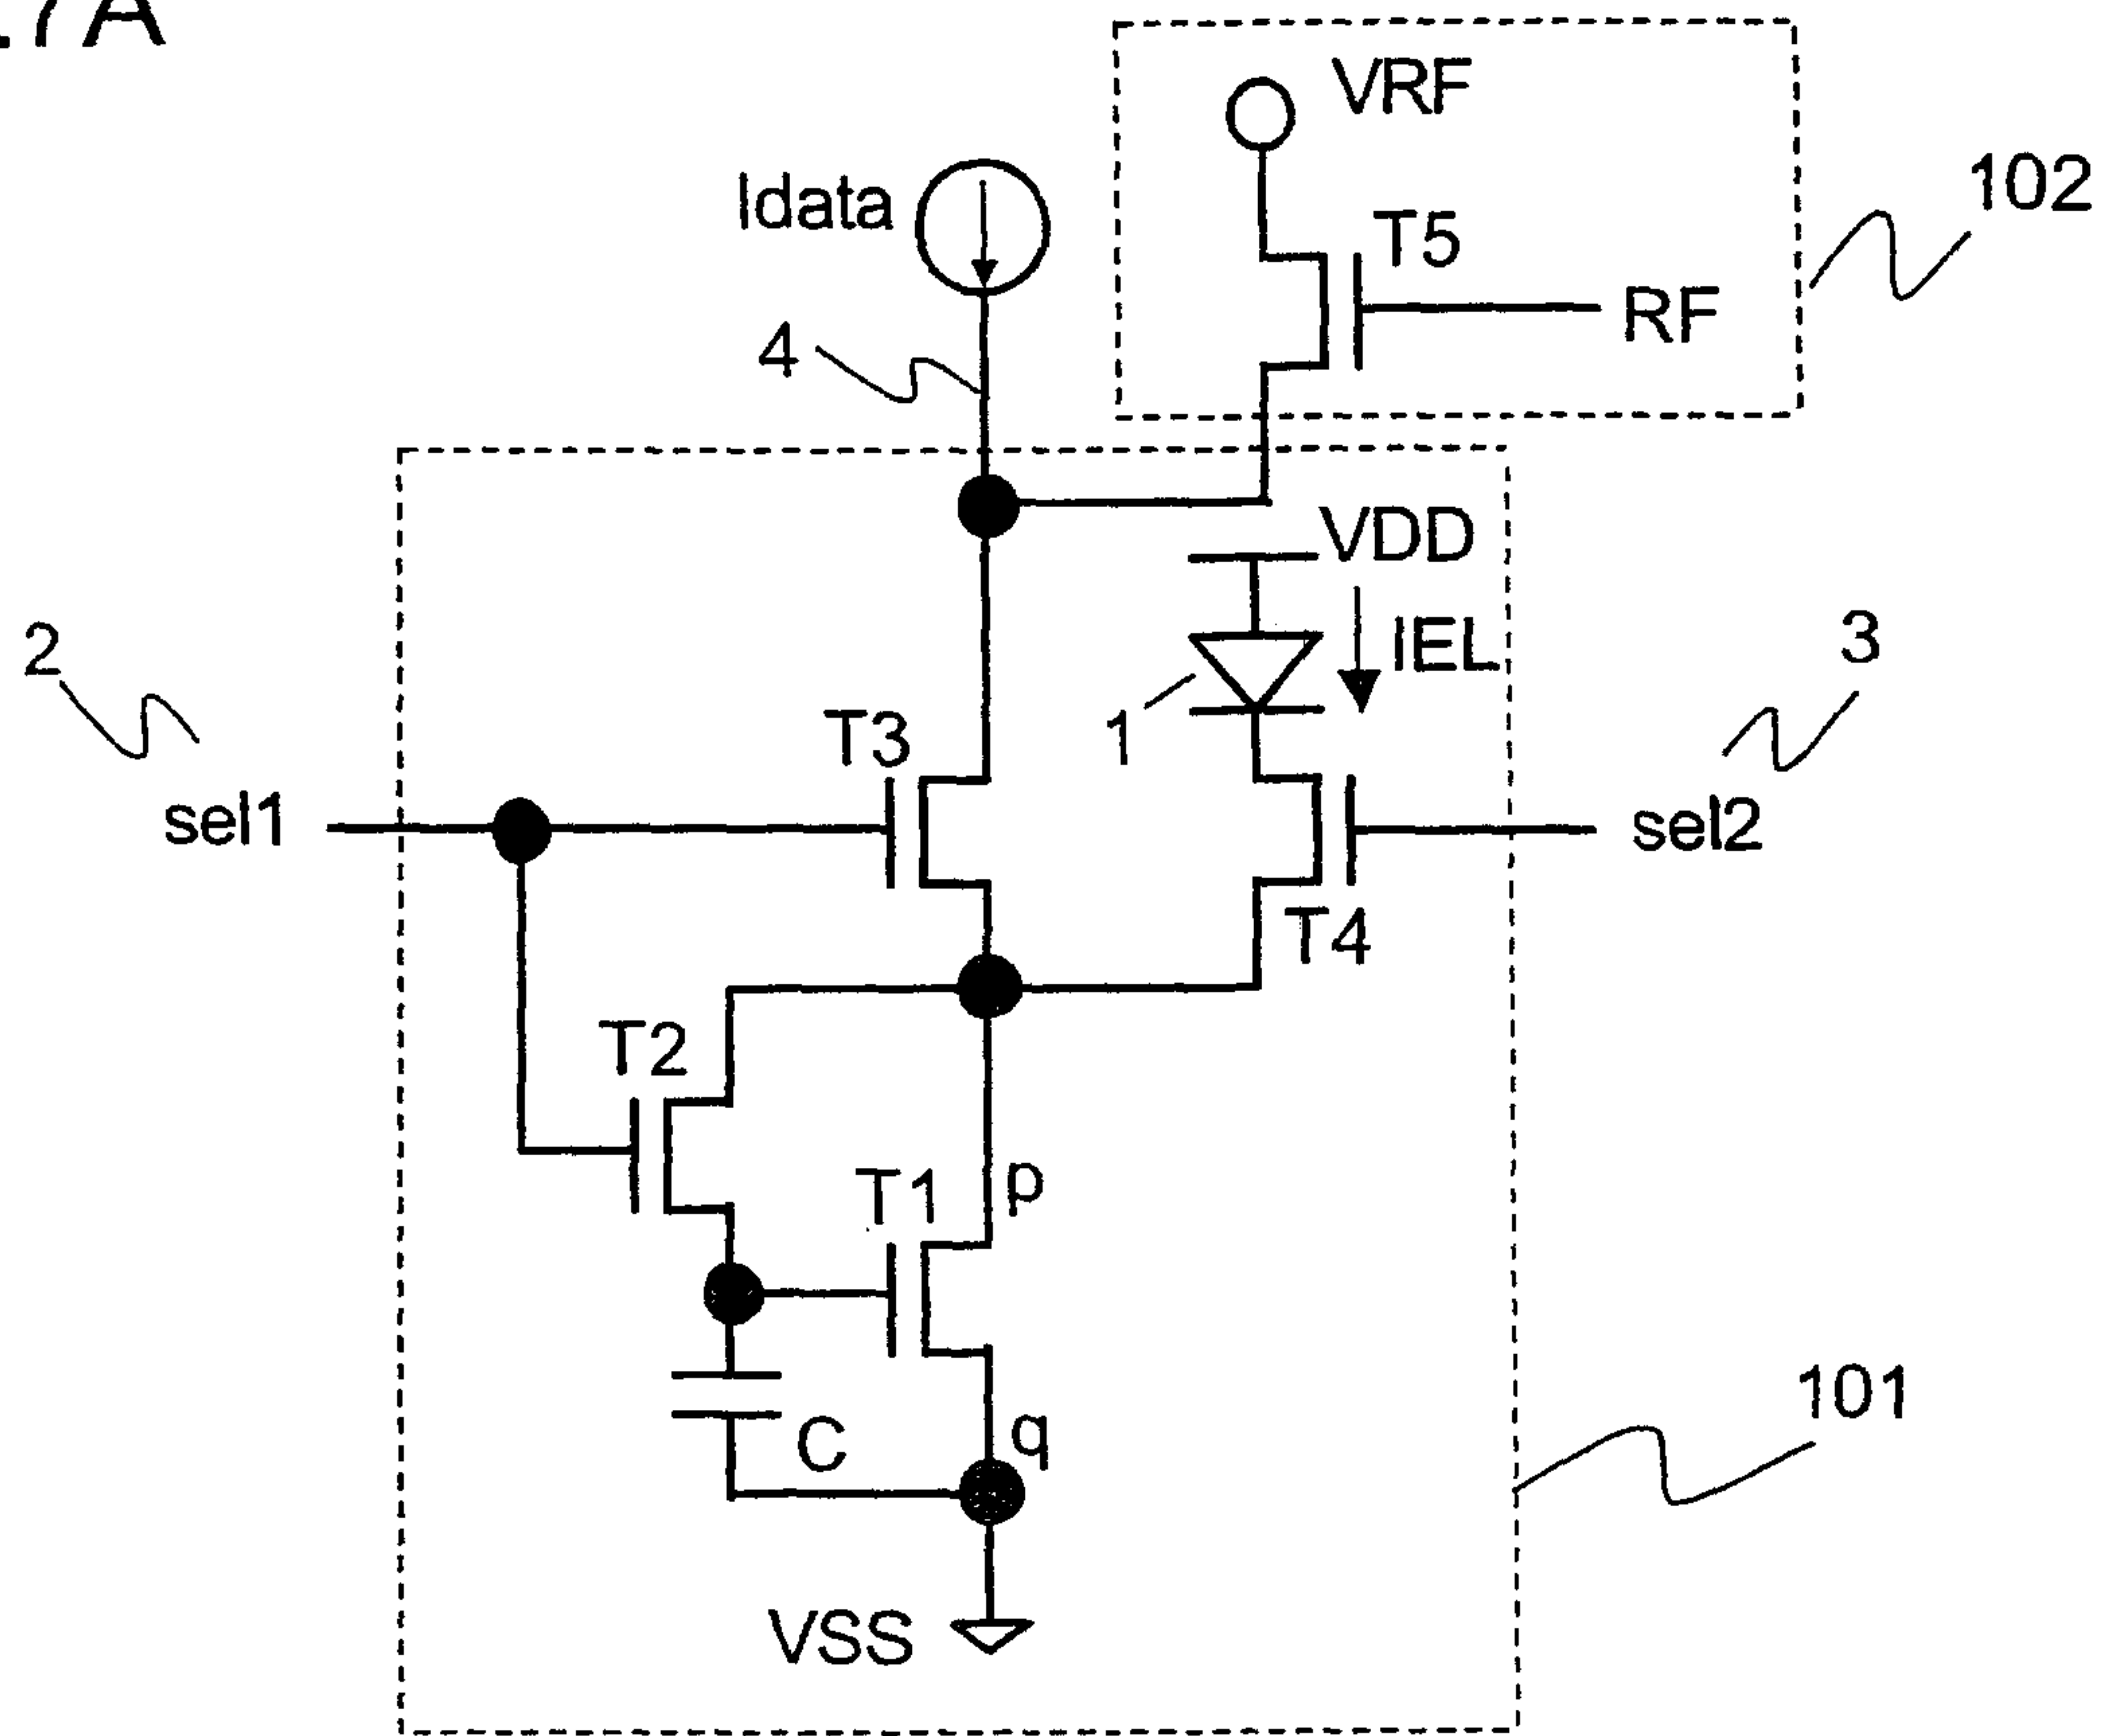 .7A
VRF
Idata
102
T5
RF
4
VDD
IEL
2
3
1
T3
sel1
sel2
T4
T2
T1
p
101
C
q
VSS